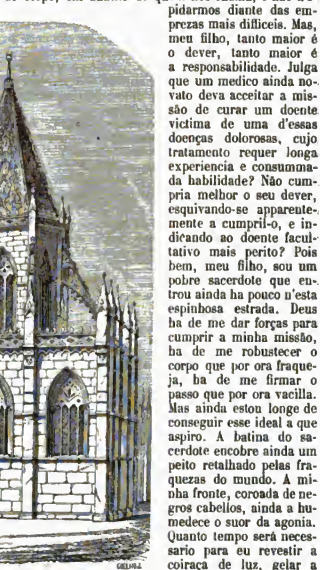 pidarmos diante das em-
prezas mais difficeis. Mas,
meu filho, tanto maior é
o dever, tanto maior é
a responsabilidade. Julga
que um medico ainda no-
vato deva acceitar a mis-
são de curar um doente
victima de uma d'essas
doenças dolorosas, cujo
tratamento requer longa
experiencia e consumma-
da habilidade? Não cum-
pria melhor o seu dever,
esquivando-se apparente-
mente a cumpril-o, e in-
dicando ao doente facul-
tativo mais perito? Pois
bem, meu filho, sou um
pobre sacerdote que en-
trou ainda ha pouco n'esta
espinhosa estrada. Deus
ha de me dar forças para
cumprir a minha missão,
ha de me robustecer o
corpo que por ora fraque-
ja, ha de me firmar o
passo que por ora vacilla.
Mas ainda estou longe de
conseguir esse ideal a que
aspiro. A batina do sa-
cerdote encobre ainda um
peito retalhado pelas fra-
quezas do mundo. A mi-
nha fronte, coroada de ne-
gros cabellos, ainda a hu-
medece o suor da agonia.
Quanto tempo será neces-
sario para eu revestir a
coiraça de luz, gelar a